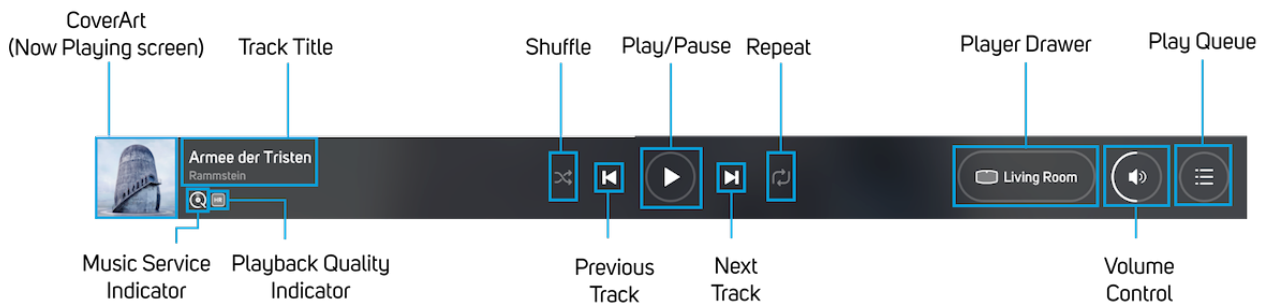 CoverArt
(Now Playing screen)
Track Title
Shuffle
Play/Pause
Repeat
Player Drawer
Play Queue
Armee der Tristen
Rammstein
HR
Living Room
Music Service
Indicator
Playback Quality
Indicator
Previous
Track
Next
Track
Volume
Control